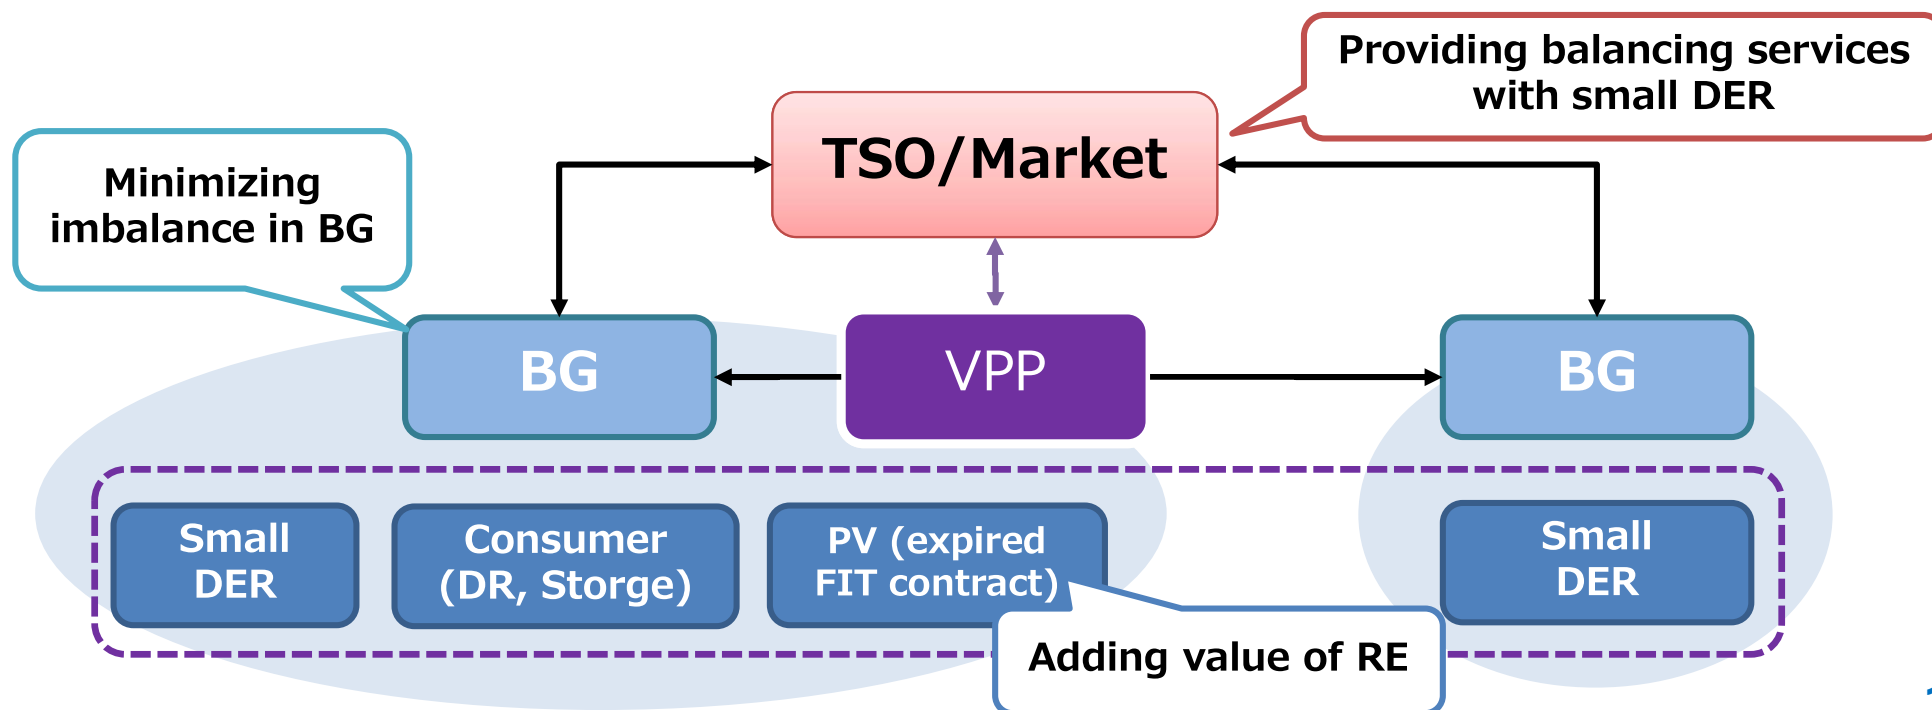 Providing balancing services
with small DER
TSO/Market
Minimizing
imbalance in BG
BG
VPP
BG
Small
DER
Consumer
(DR, Storge)
PV (expired
FIT contract)
Small
DER
Adding value of RE